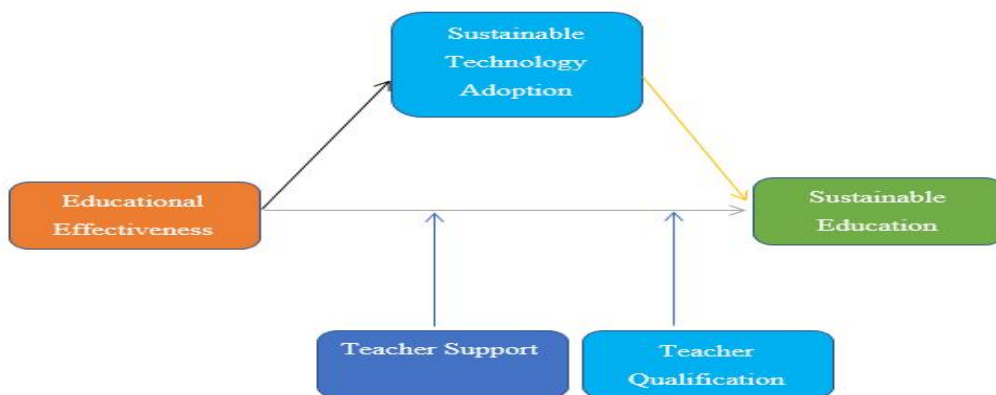 Sustainable
Technology
Adoption
Educational
Effectiveness
Sustainable
Education
Teacher Support
Teacher
Qualification